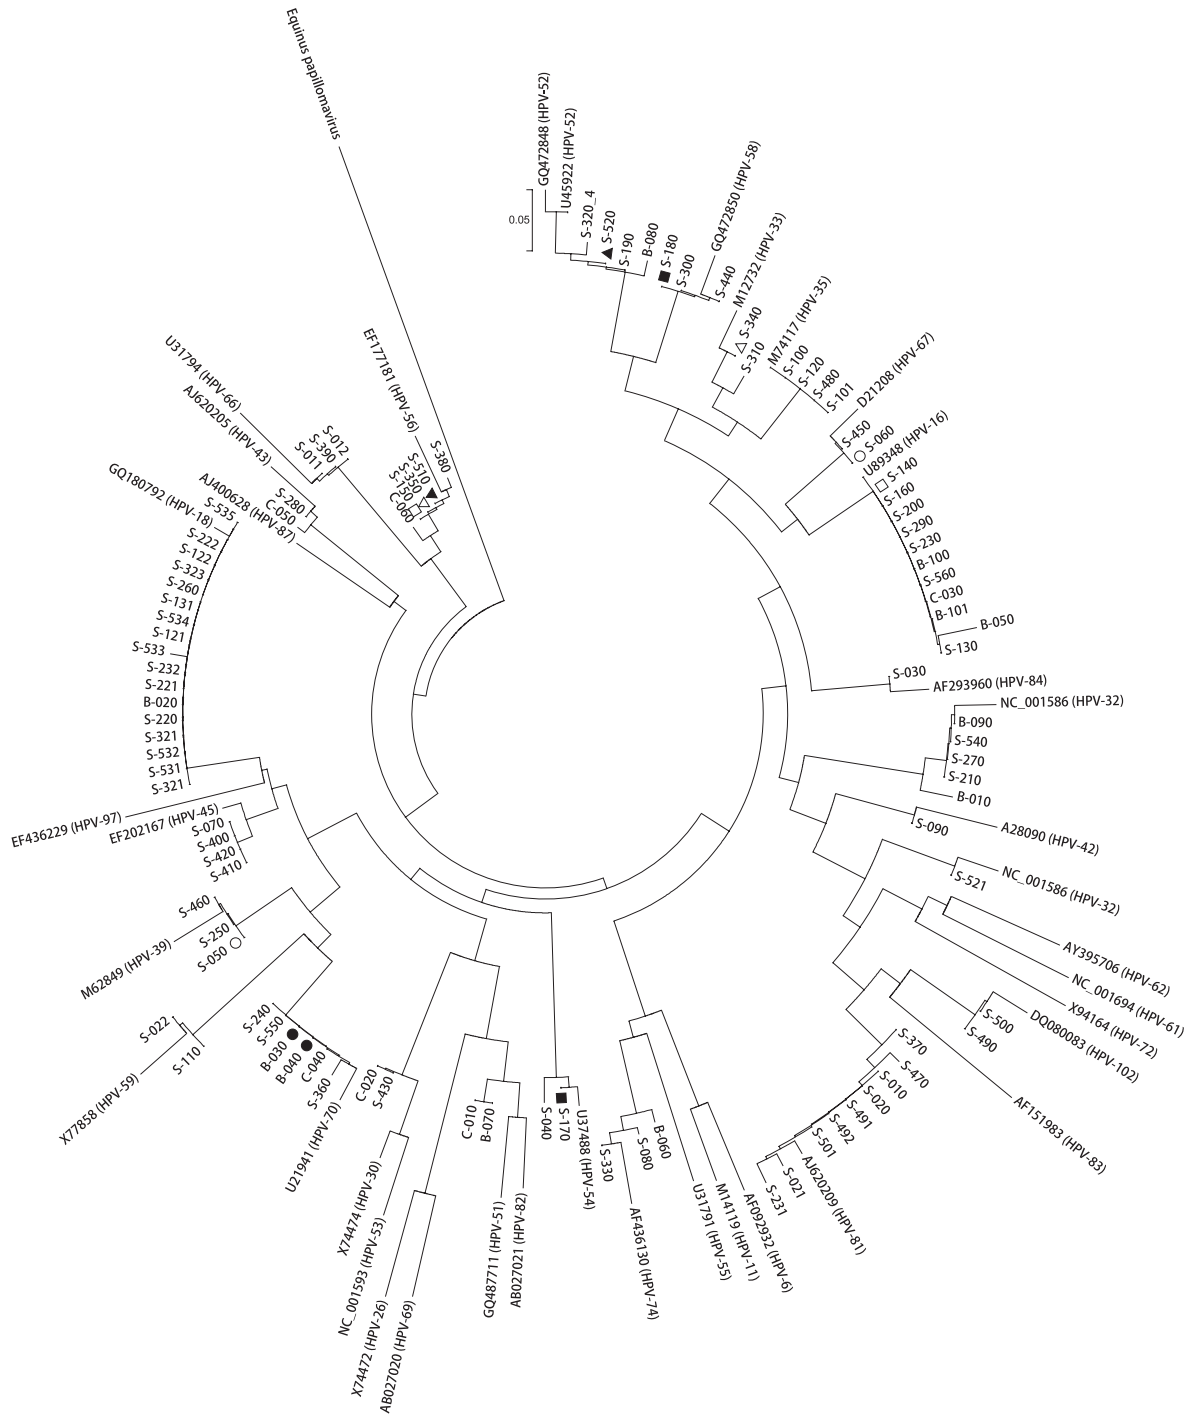 Equinus papillomavirus
0.05
GQ472848 (HPV-52)
U45922 (HPV-52)
S-320_4
S-520
S-190
B-080
S-180
S-300
GQ472850 (HPV-58)
S-440
M12732 (HPV-33)
S-340
S-310
M74117 (HPV-35)
S-100
S-120
S-480
S-101
D21208 (HPV-67)
S-450
S-060
U89348 (HPV-16)
S-140
S-160
S-200
S-290
S-230
B-100
S-560
C-030
B-101
B-050
S-130
S-030
AF293960 (HPV-84)
NC_001586 (HPV-32)
B-090
S-540
S-270
S-210
B-010
A28090 (HPV-42)
S-090
NC_001586 (HPV-32)
S-521
AY395706 (HPV-62)
NC_001694 (HPV-61)
X94164 (HPV-72)
DQ080083 (HPV-102)
S-500
S-490
AF151983 (HPV-83)
S-370
S-470
S-010
S-020
S-491
S-492
S-501
AJ620209 (HPV-81)
S-021
S-231
AF092932 (HPV-6)
M14119 (HPV-11)
U31791 (HPV-55)
B-060
S-080
AF436130 (HPV-74)
S-330
U37488 (HPV-54)
S-170
S-040
AB027021 (HPV-82)
GQ487711 (HPV-51)
B-070
C-010
AB027020 (HPV-69)
X74472 (HPV-26)
NC_001593 (HPV-53)
X74474 (HPV-30)
S-430
C-020
U21941 (HPV-70)
S-360
C-040
B-040
B-030
S-550
S-240
S-110
X77858 (HPV-59)
S-022
S-050
S-250
M62849 (HPV-39)
S-460
S-410
S-420
S-400
S-070
EF202167 (HPV-45)
EF436229 (HPV-97)
S-321
S-531
S-532
S-321
S-220
B-020
S-221
S-232
S-533
S-121
S-534
S-131
S-260
S-323
S-122
S-222
GQ180792 (HPV-18)
S-535
AJ400628 (HPV-87)
C-050
S-280
AJ620205 (HPV-43)
U31794 (HPV-66)
S-011
S-390
S-012
C-060
S-150
S-350
S-510
EF177181 (HPV-56)
S-380